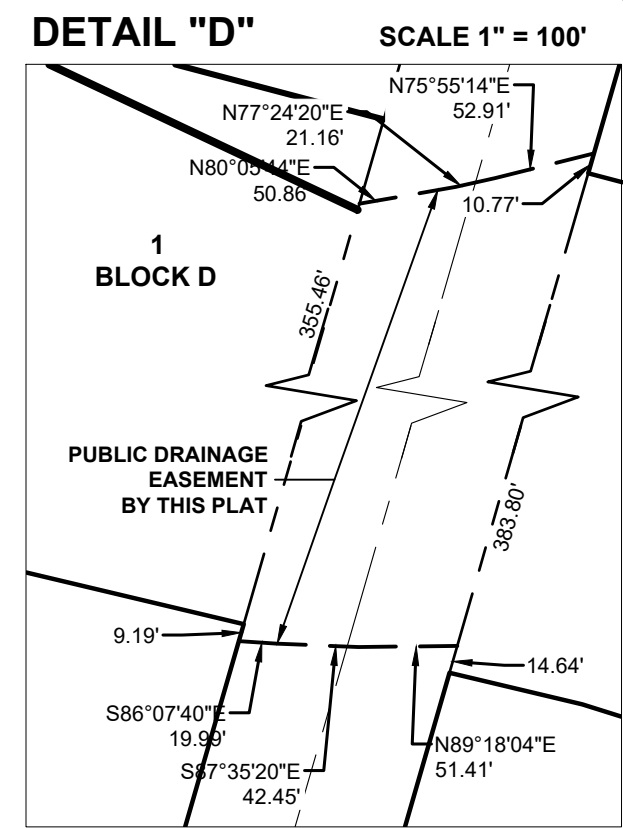 DETAIL "D"
SCALE 1" = 100'
N75°55'14"E
52.91'
N77°24'20"E
21.16'
N80°05'44"E
50.86'
10.77'
1
BLOCK D
355.46'
PUBLIC DRAINAGE
EASEMENT
BY THIS PLAT
383.80'
9.19'
14.64'
S86°07'40"E
19.99'
S87°35'20"E
42.45'
N89°18'04"E
51.41'